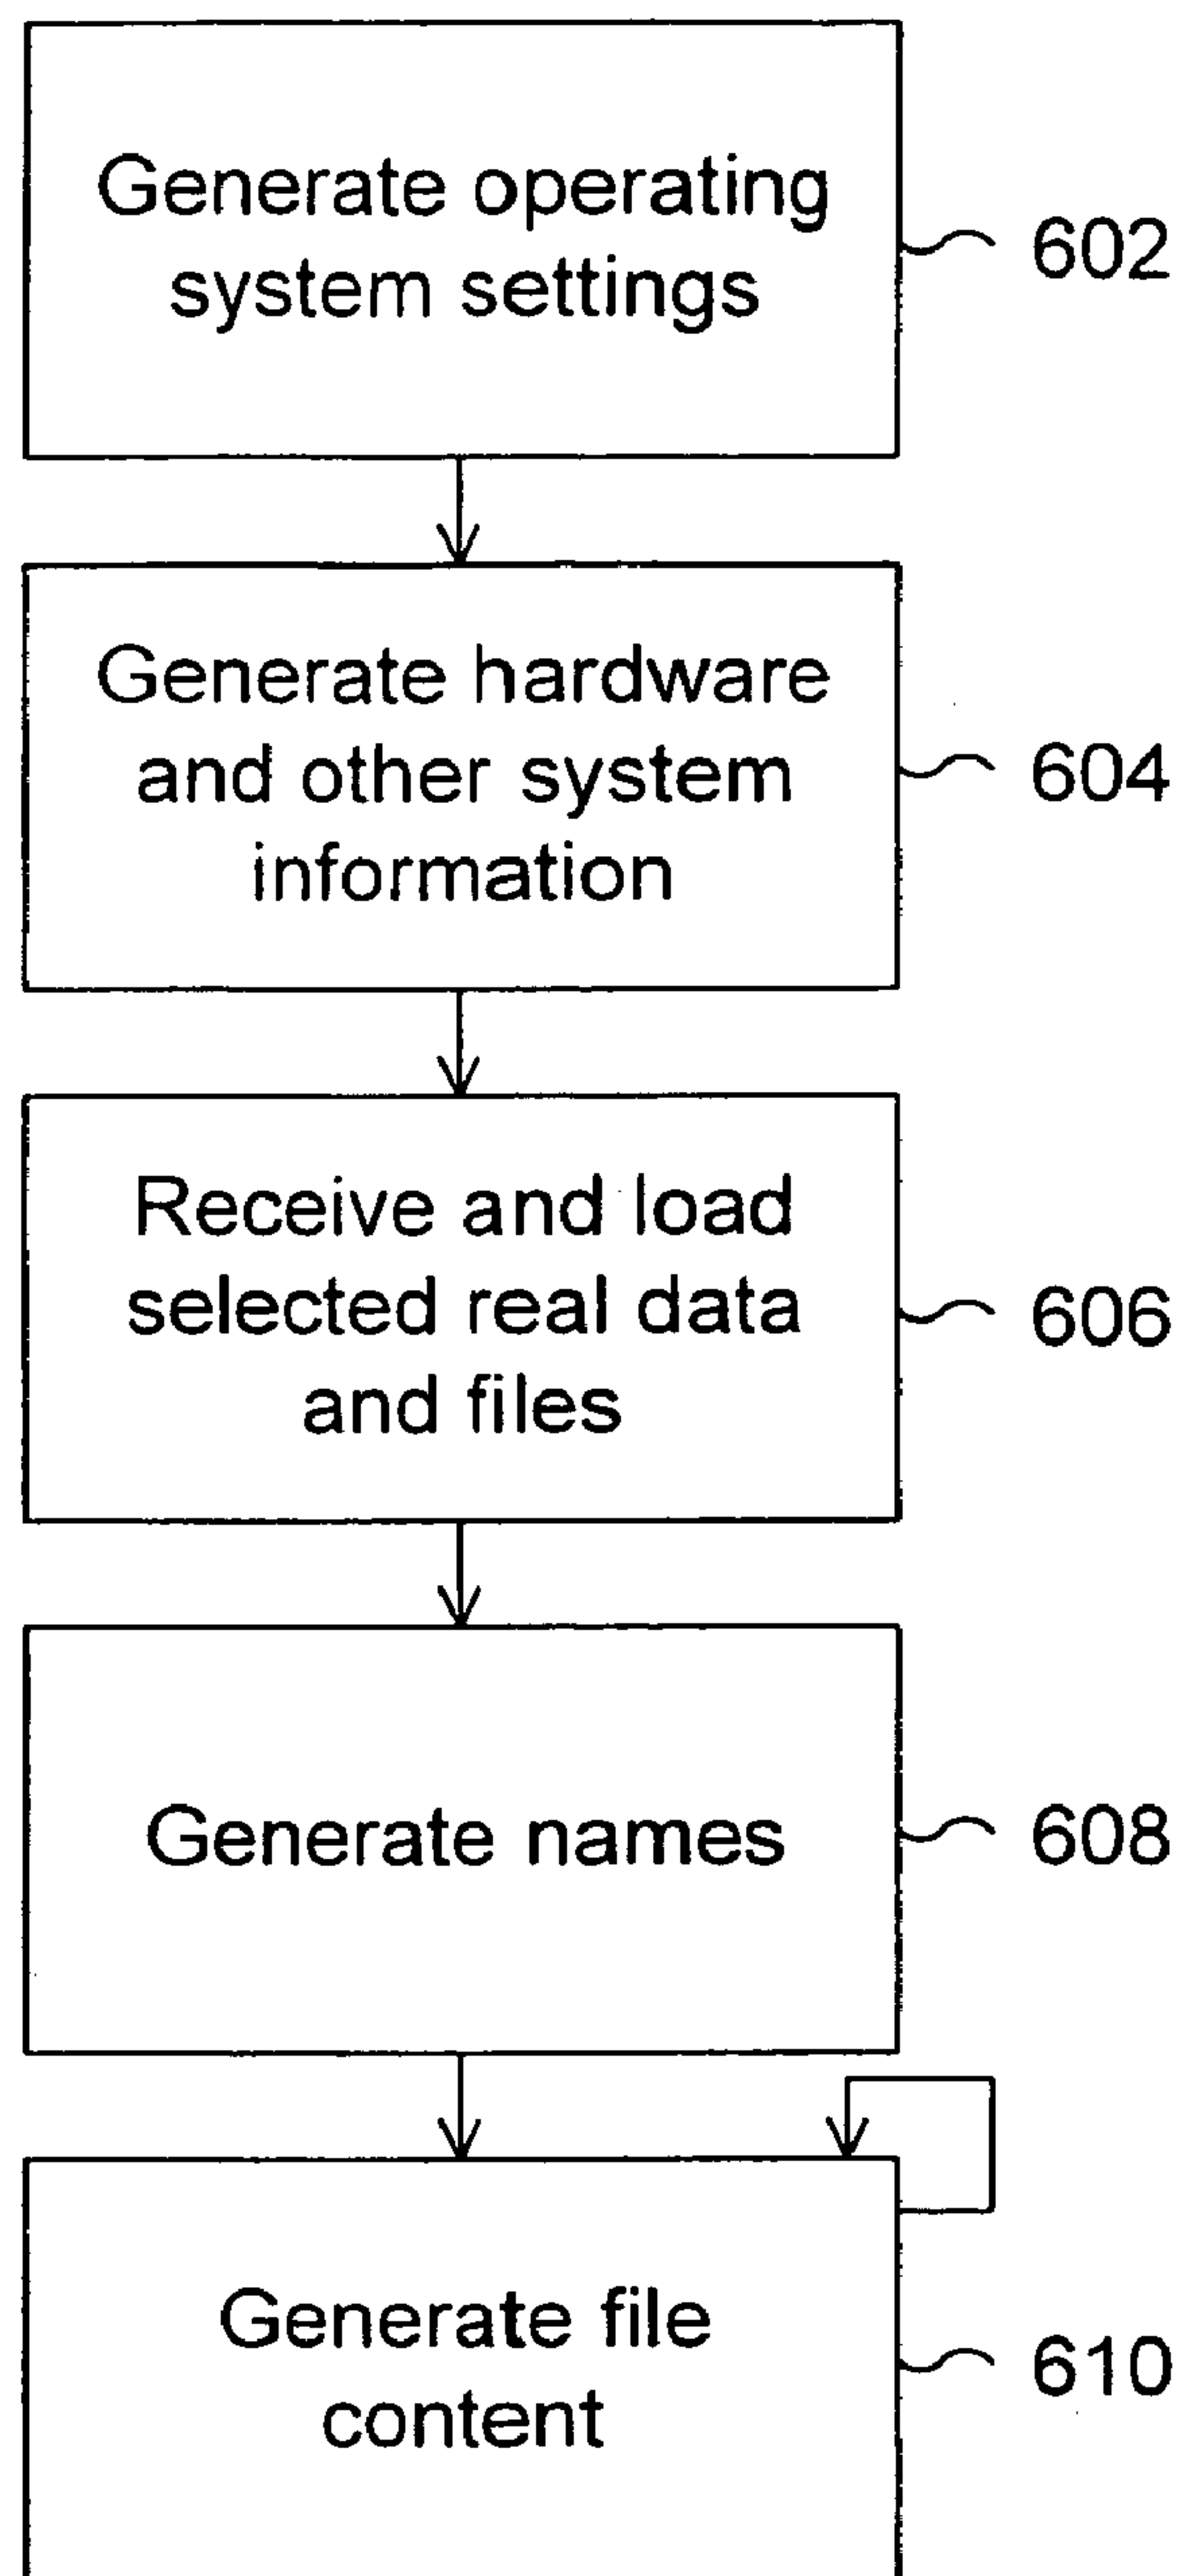 Generate operating
system settings
602
Generate hardware
and other system
information
604
Receive and load
selected real data
and files
606
Generate names
608
Generate file
content
610